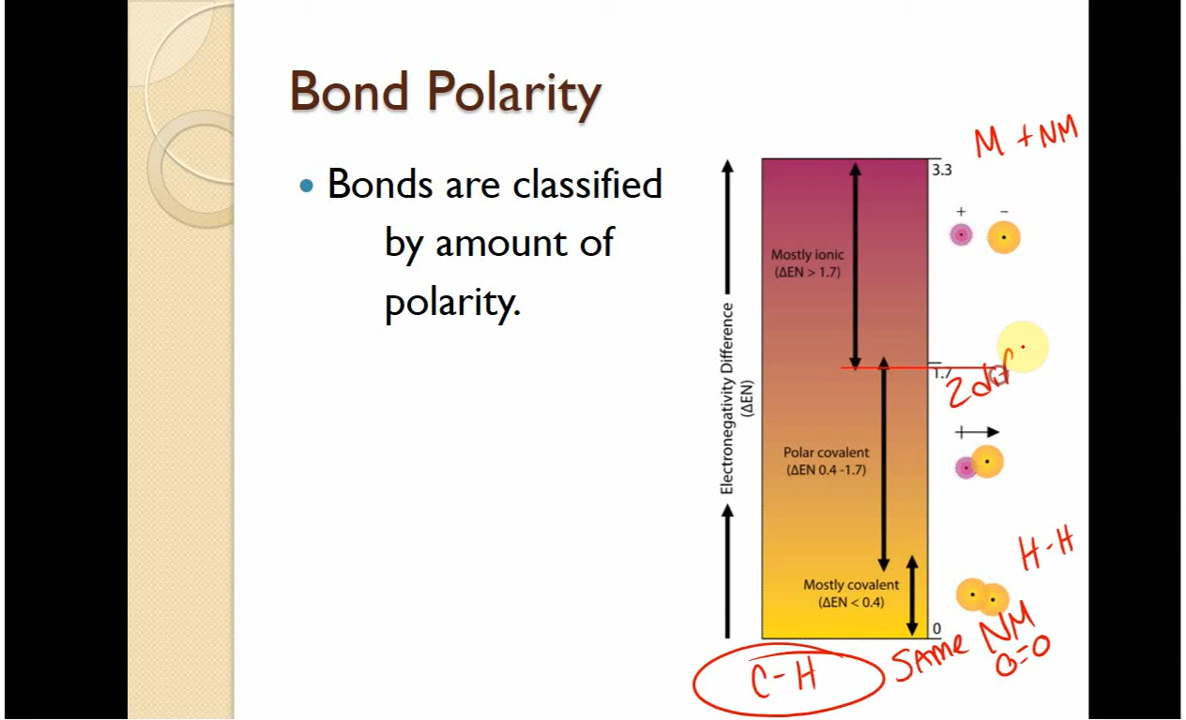 Bond Polarity
Bonds are classified
by amount of
polarity.
M + NM
3.3
+ −
Mostly ionic
(ΔEN > 1.7)
Electronegativity Difference
(ΔEN)
1.7
2 dif
Polar covalent
(ΔEN 0.4 -1.7)
H-H
Mostly covalent
(ΔEN < 0.4)
0
SAME NM
O=O
C-H